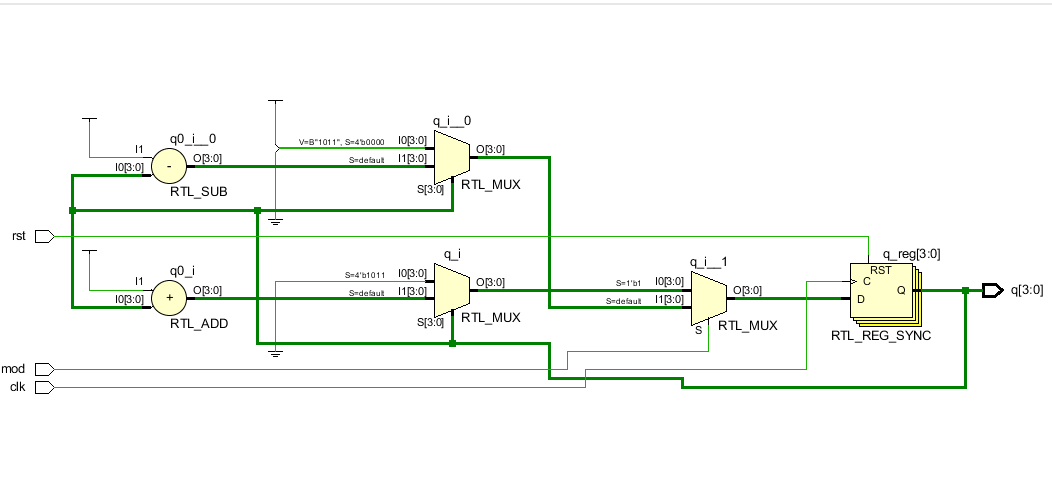 q_i__0
q0_i__0
V=B"1011", S=4'b0000 I0[3:0]
I1 O[3:0]
O[3:0] S=default I1[3:0]
I0[3:0] -
S[3:0] RTL_MUX
RTL_SUB
rst
q_i q_reg[3:0]
q_i__1
q0_i RST
S=4'b1011 I0[3:0]
I1 O[3:0] S=1'b1 I0[3:0] C
O[3:0] S=default I1[3:0] O[3:0] Q q[3:0]
I0[3:0] + S=default I1[3:0] D
RTL_ADD S[3:0] RTL_MUX S RTL_MUX
RTL_REG_SYNC
mod
clk